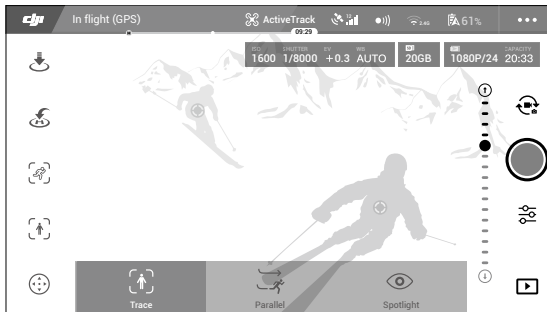 dji
In flight (GPS)
ActiveTrack
2.4G
61%
09:29
ISO
1600
SHUTTER
1/8000
EV
+0.3
WB
AUTO
20GB
1080P/24
CAPACITY
20:33
Trace
Parallel
Spotlight